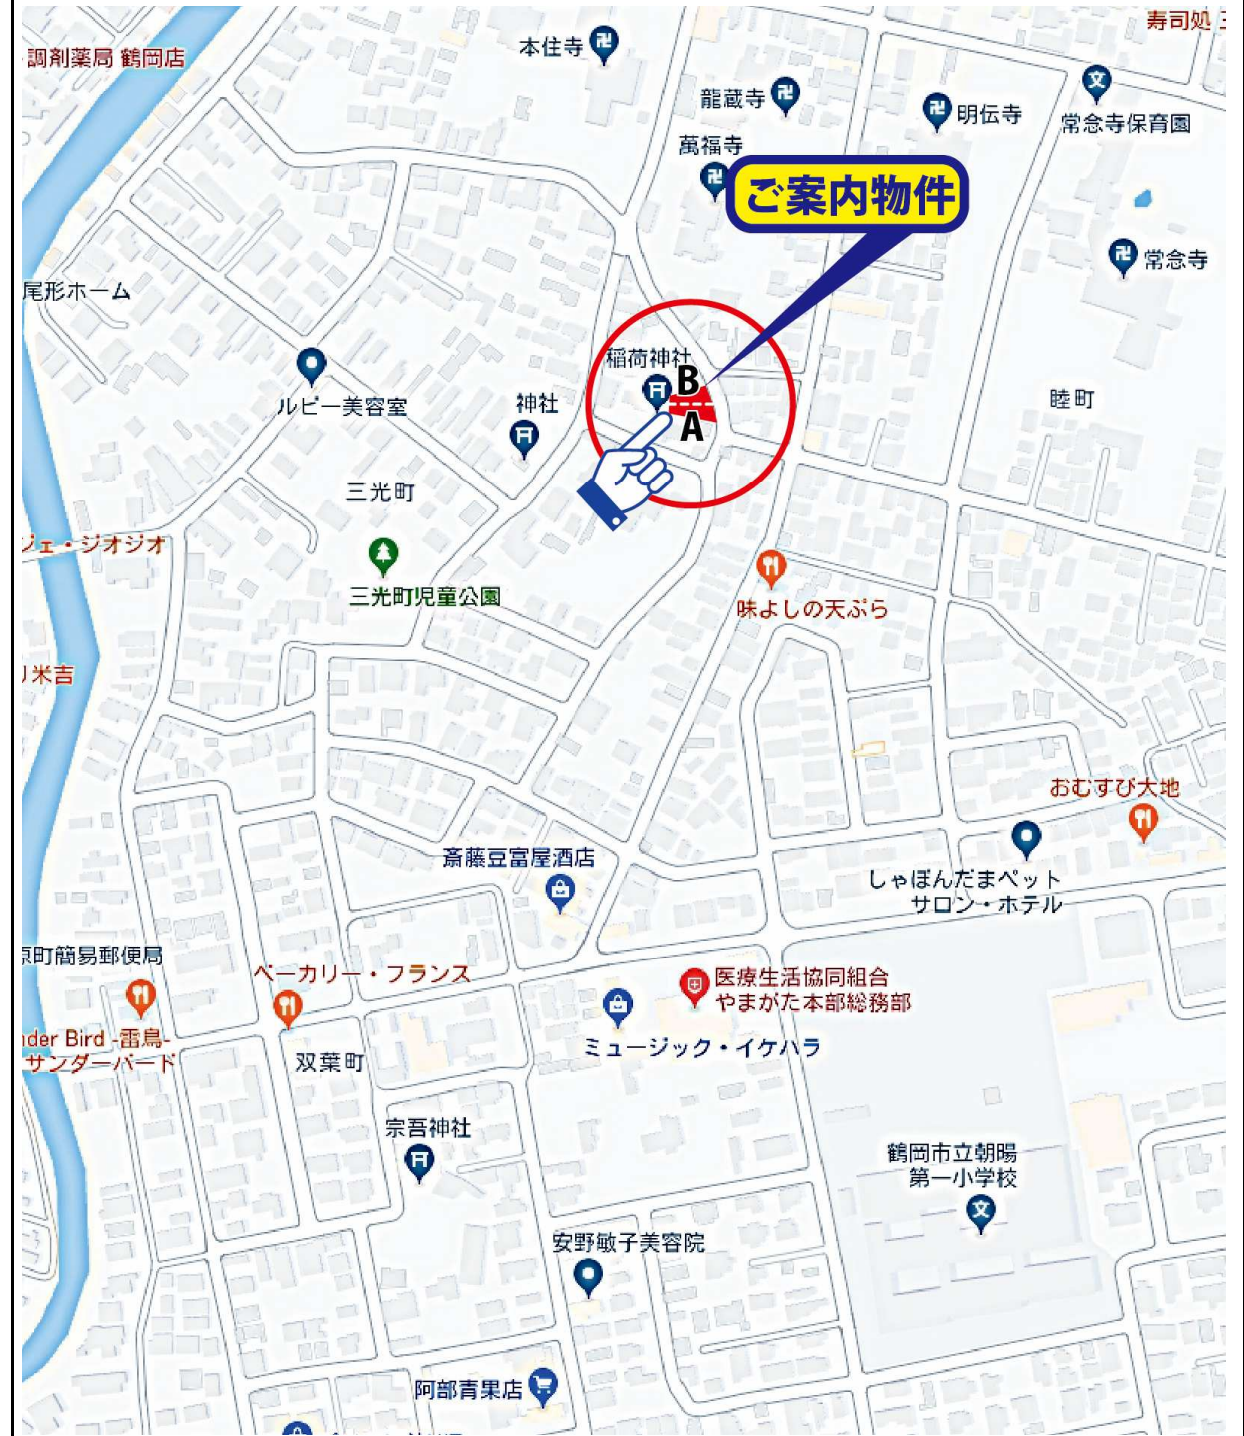 寿司処
調剤薬局 鶴岡店
本住寺
龍蔵寺
明伝寺
常念寺保育園
萬福寺
ご案内物件
常念寺
尾形ホーム
稲荷神社
B
A
ルビー美容室
神社
睦町
三光町
ジェ・ジオジオ
三光町児童公園
味よしの天ぷら
米吉
おむすび大地
斎藤豆富屋酒店
しゃぼんだまペット
サロン・ホテル
町簡易郵便局
ベーカリー・フランス
医療生活協同組合
やまがた本部総務部
nder Bird -雷鳥-
サンダーバード
ミュージック・イケハラ
双葉町
宗吾神社
鶴岡市立朝暘
第一小学校
安野敏子美容院
阿部青果店